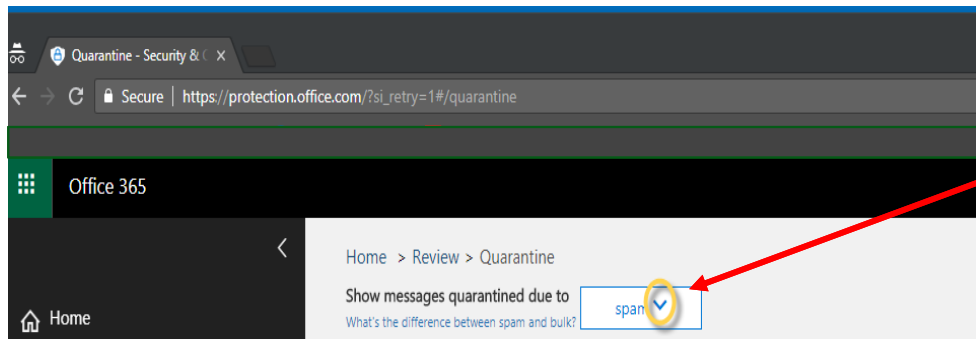 Quarantine - Security & C
Secure | https://protection.office.com/?si_retry=1#/quarantine
Office 365
Home > Review > Quarantine
Show messages quarantined due to
What's the difference between spam and bulk?
spam
Home